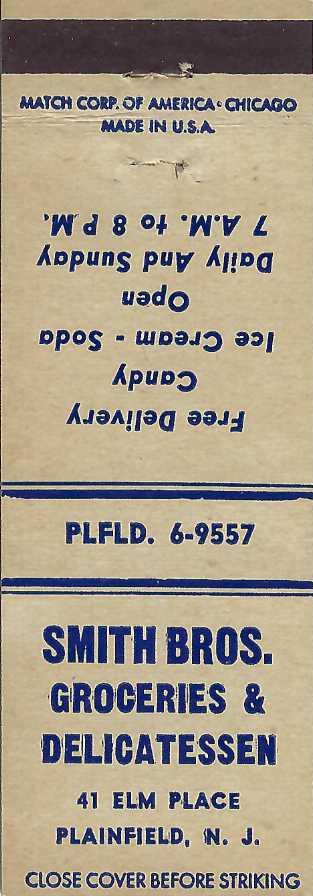 MATCH CORP. OF AMERICA • CHICAGO
MADE IN U.S.A.
Free Delivery
Candy
Ice Cream - Soda
Open
Daily And Sunday
7 A.M. to 8 P.M.
PLFLD. 6-9557
SMITH BROS.
GROCERIES &
DELICATESSEN
41 ELM PLACE
PLAINFIELD, N. J.
CLOSE COVER BEFORE STRIKING